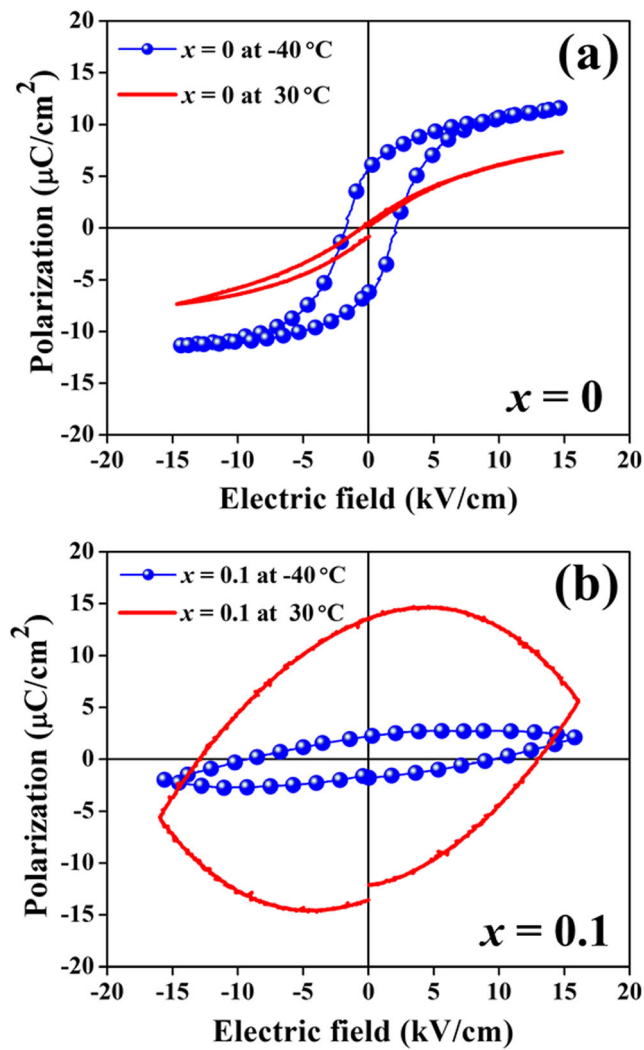 20
15
10
5
0
-5
-10
-15
-20
Polarization (µC/cm²)
x = 0 at -40 °C
x = 0 at 30 °C
(a)
x = 0
-20 -15 -10 -5 0 5 10 15 20
Electric field (kV/cm)
20
15
10
5
0
-5
-10
-15
-20
Polarization (µC/cm²)
x = 0.1 at -40 °C
x = 0.1 at 30 °C
(b)
x = 0.1
-20 -15 -10 -5 0 5 10 15 20
Electric field (kV/cm)